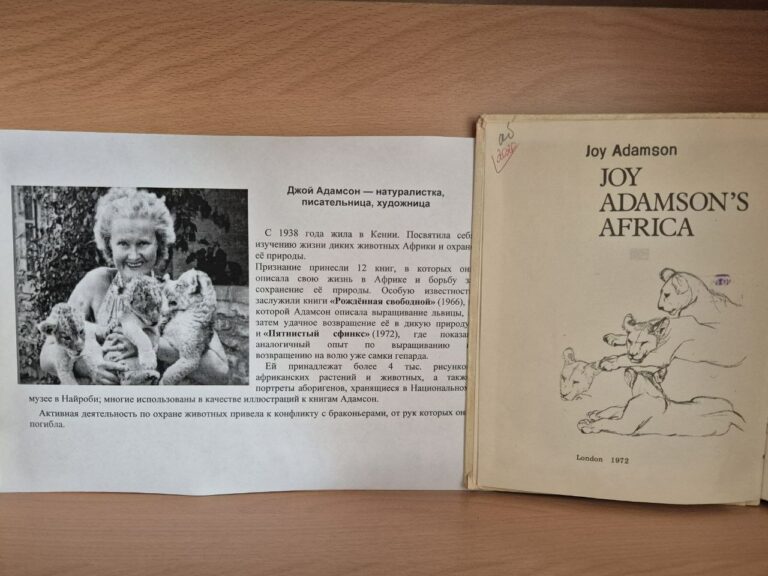 Джой Адамсон — натуралистка,
писательница, художница
С 1938 года жила в Кении. Посвятила себ
изучению жизни диких животных Африки и охран
её природы.
Признание принесли 12 книг, в которых он
описала свою жизнь в Африке и борьбу з
сохранение её природы. Особую известност
заслужили книги «Рождённая свободной» (1966),
которой Адамсон описала выращивание львицы,
затем удачное возвращение её в дикую природу
и «Пятнистый сфинкс» (1972), где показа
аналогичный опыт по выращиванию
возвращению на волю уже самки гепарда.
Ей принадлежат более 4 тыс. рисунко
африканских растений и животных, а такж
портреты аборигенов, хранящиеся в Национально
музее в Найроби; многие использованы в качестве иллюстраций к книгам Адамсон.
Активная деятельность по охране животных привела к конфликту с браконьерами, от рук которых он
погибла.
Joy Adamson
JOY
ADAMSON'S
AFRICA
London 1972